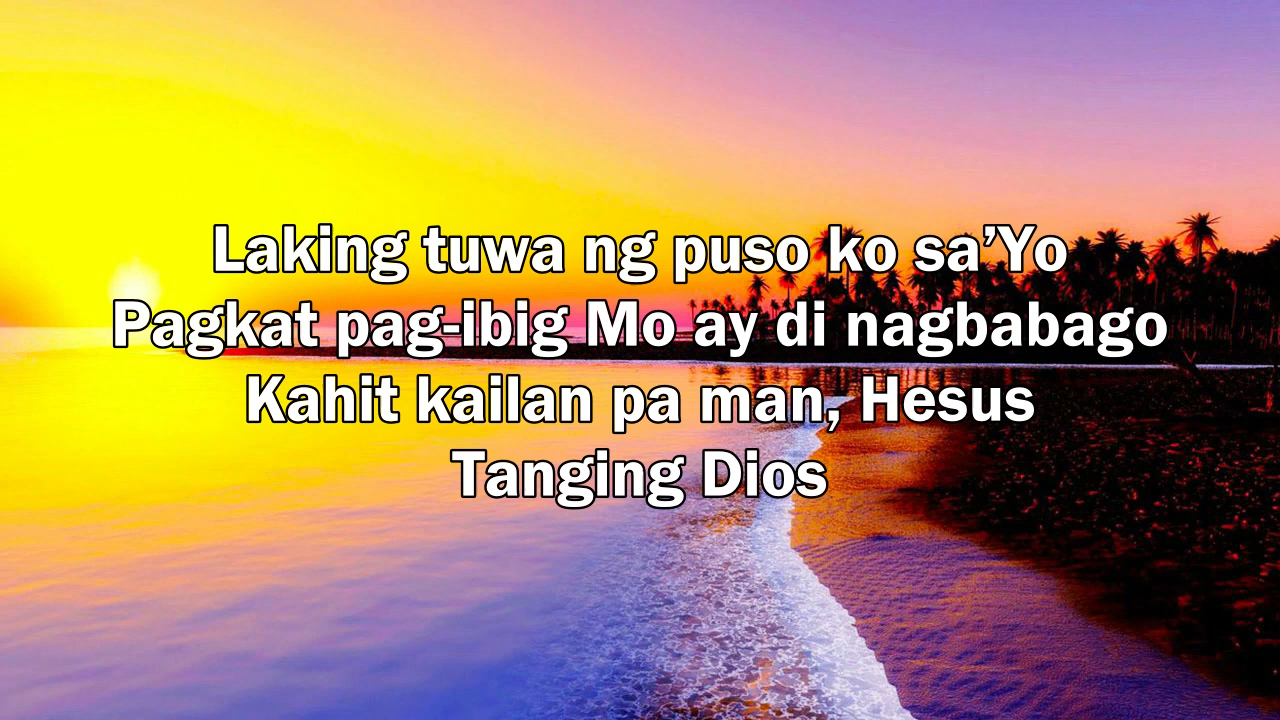 Laking tuwa ng puso ko sa’Yo
Pagkat pag-ibig Mo ay di nagbabago
Kahit kailan pa man, Hesus
Tanging Dios